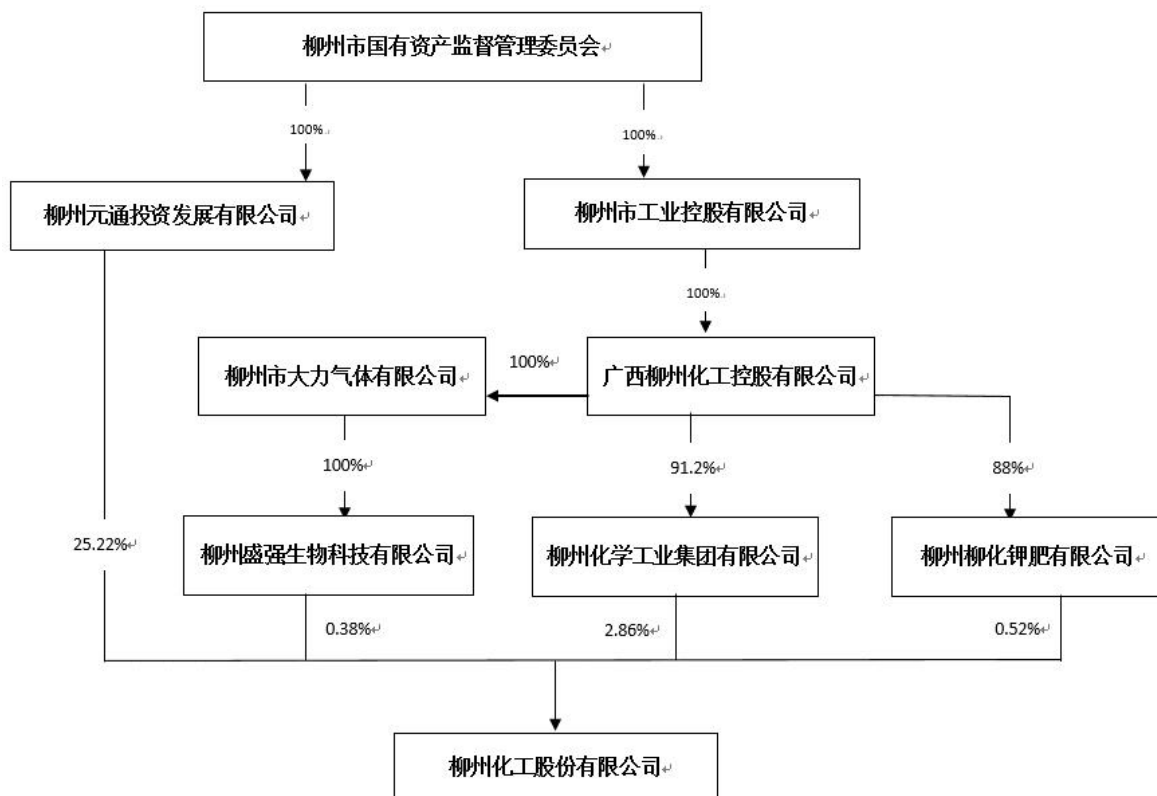 柳州市国有资产监督管理委员会
100%
100%
柳州元通投资发展有限公司
柳州市工业控股有限公司
100%
柳州市大力气体有限公司
100%
广西柳州化工控股有限公司
100%
91.2%
88%
25.22%
柳州盛强生物科技有限公司
柳州化学工业集团有限公司
柳州柳化钾肥有限公司
0.38%
2.86%
0.52%
柳州化工股份有限公司